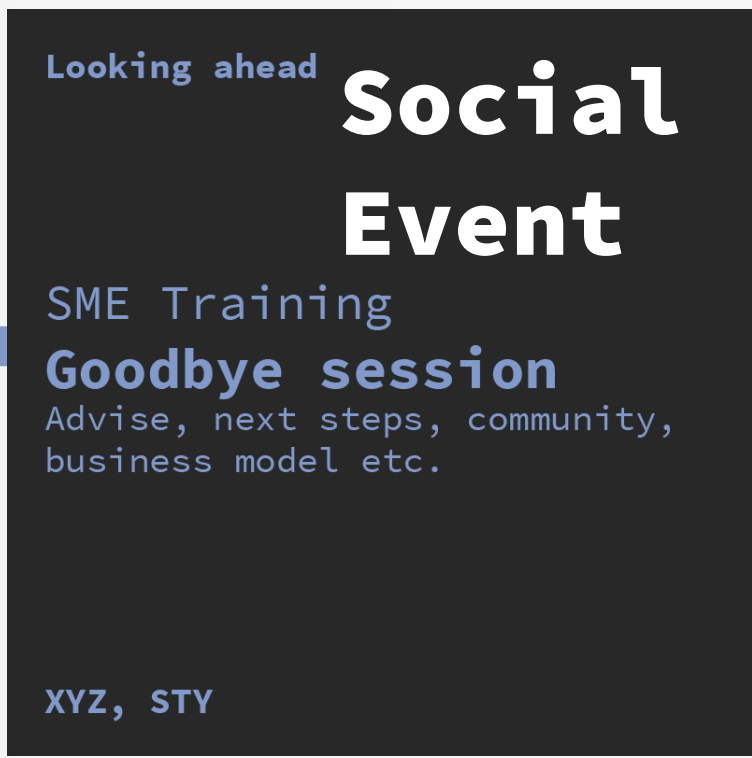 Looking ahead
Social
Event
SME Training
Goodbye session
Advise, next steps, community,
business model etc.
XYZ, STY